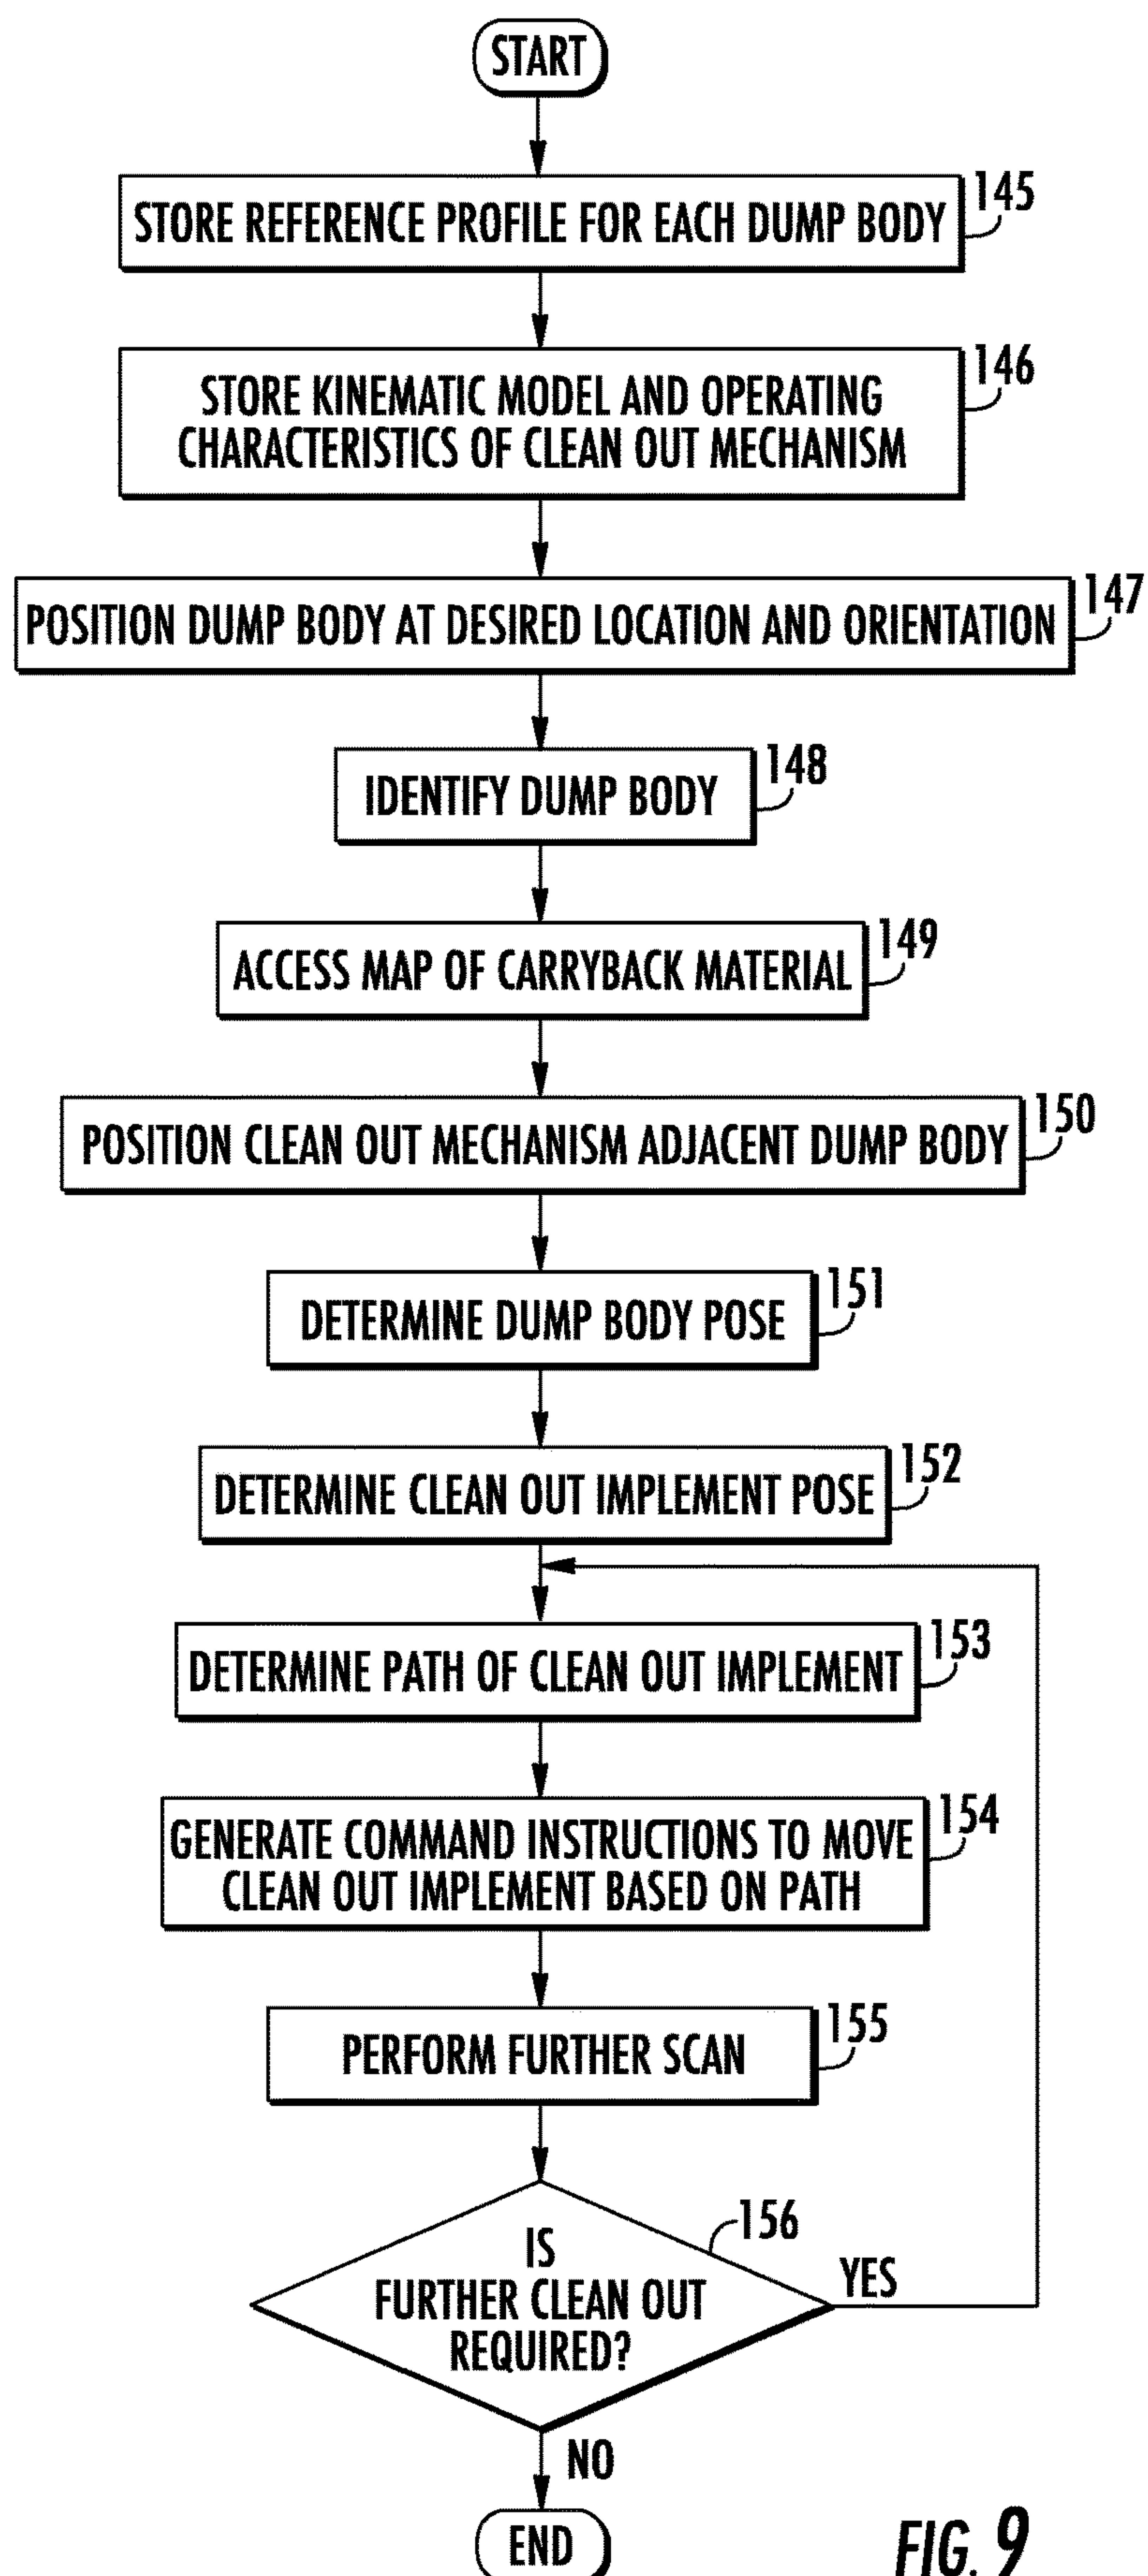 START
STORE REFERENCE PROFILE FOR EACH DUMP BODY
145
STORE KINEMATIC MODEL AND OPERATING
CHARACTERISTICS OF CLEAN OUT MECHANISM
146
POSITION DUMP BODY AT DESIRED LOCATION AND ORIENTATION
147
IDENTIFY DUMP BODY
148
ACCESS MAP OF CARRYBACK MATERIAL
149
POSITION CLEAN OUT MECHANISM ADJACENT DUMP BODY
150
DETERMINE DUMP BODY POSE
151
DETERMINE CLEAN OUT IMPLEMENT POSE
152
DETERMINE PATH OF CLEAN OUT IMPLEMENT
153
GENERATE COMMAND INSTRUCTIONS TO MOVE
CLEAN OUT IMPLEMENT BASED ON PATH
154
PERFORM FURTHER SCAN
155
IS
FURTHER CLEAN OUT
REQUIRED?
156
YES
NO
END
FIG. 9